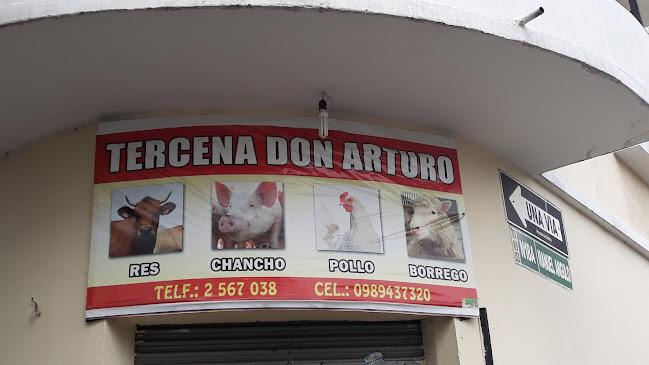 TERCENA DON ARTURO
RES CHANCHO POLLO BORREGO
TELF.: 2 567 038 CEL.: 0989437320
UNA VIA